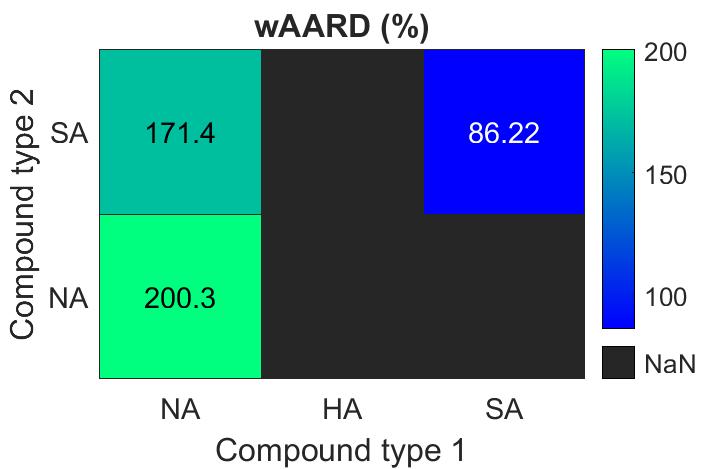 wAARD (%)
Compound type 2
SA
NA
171.4
86.22
200.3
NA HA SA
Compound type 1
200
150
100
NaN